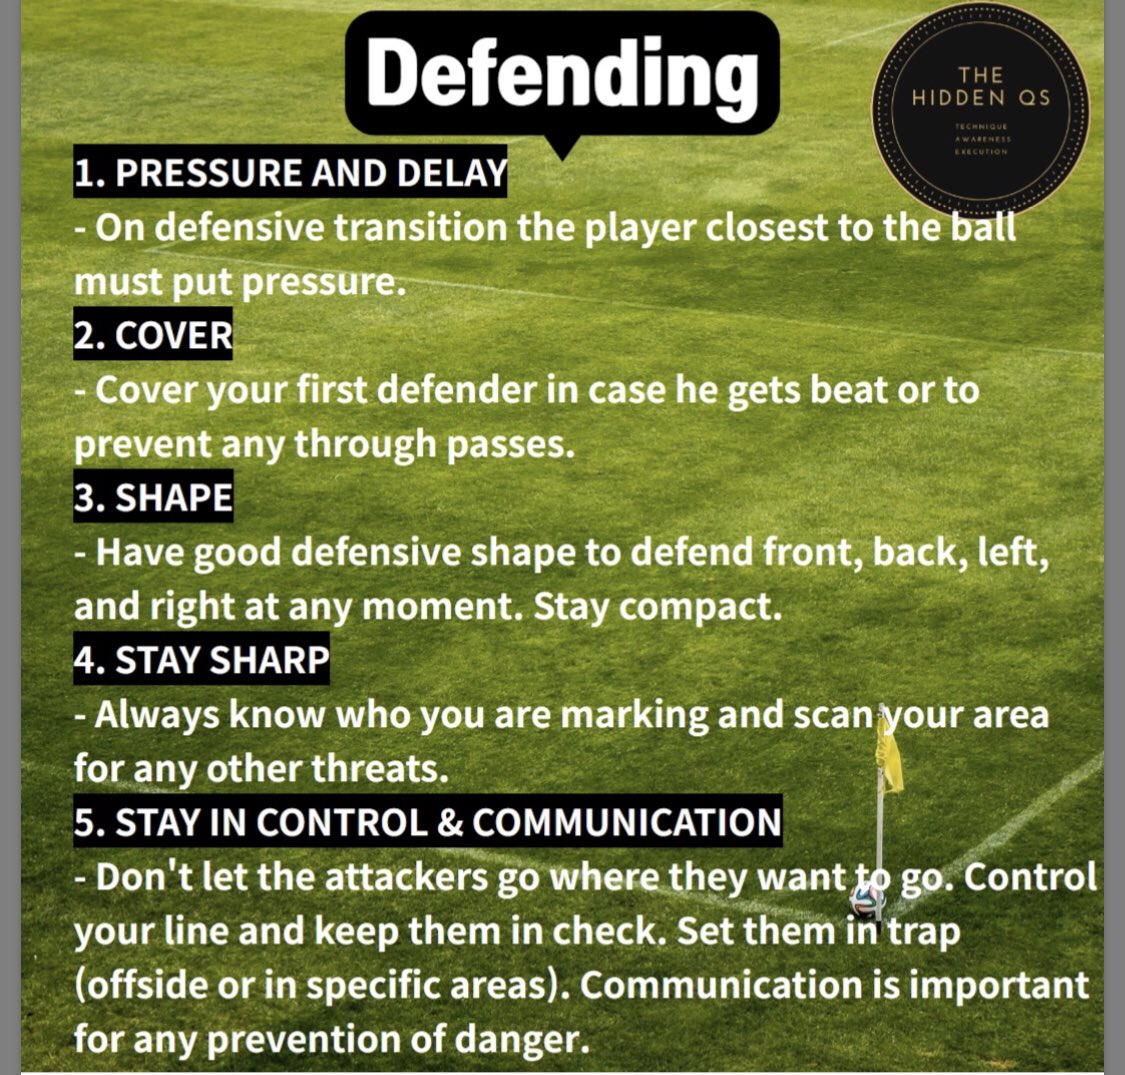 Defending
THE
HIDDEN QS
TECHNIQUE
AWARENESS
EXECUTION
1. PRESSURE AND DELAY
- On defensive transition the player closest to the ball
must put pressure.
2. COVER
- Cover your first defender in case he gets beat or to
prevent any through passes.
3. SHAPE
- Have good defensive shape to defend front, back, left,
and right at any moment. Stay compact.
4. STAY SHARP
- Always know who you are marking and scan your area
for any other threats.
5. STAY IN CONTROL & COMMUNICATION
- Don't let the attackers go where they want to go. Control
your line and keep them in check. Set them in trap
(offside or in specific areas). Communication is important
for any prevention of danger.